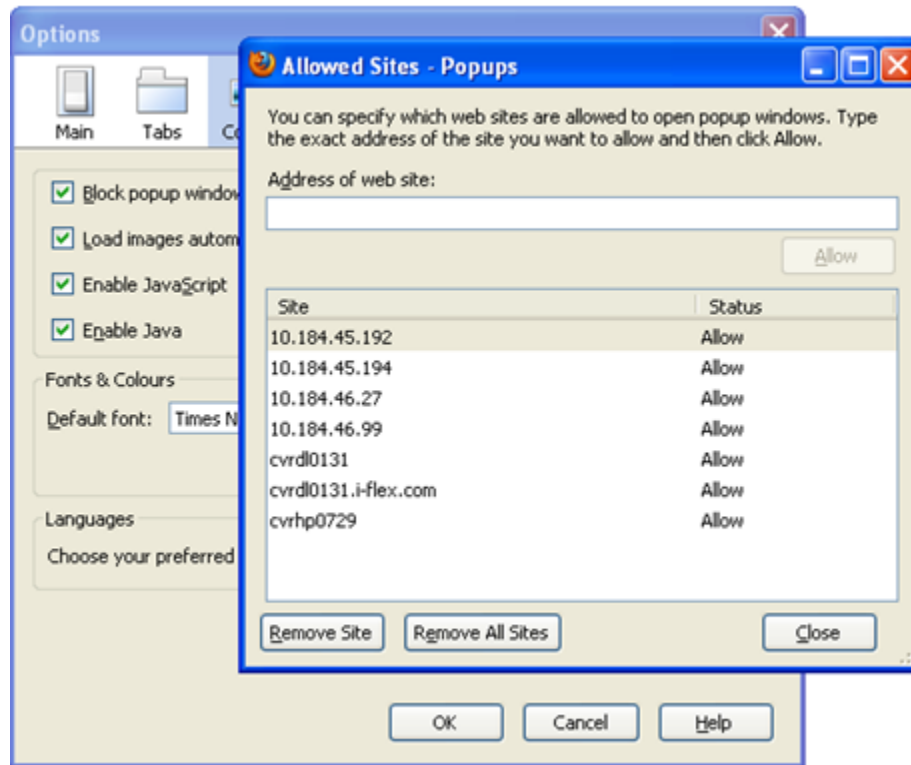 Options
Main
Tabs
Block popup window
Load images autom
Enable JavaScript
Enable Java
Fonts & Colours
Default font:
Times N
Languages
Choose your preferred
OK
Cancel
Help
Allowed Sites - Popups
You can specify which web sites are allowed to open popup windows. Type
the exact address of the site you want to allow and then click Allow.
Address of web site:
Allow
Site Status
10.184.45.192 Allow
10.184.45.194 Allow
10.184.46.27 Allow
10.184.46.99 Allow
cvrdl0131 Allow
cvrdl0131.i-flex.com Allow
cvrhp0729 Allow
Remove Site
Remove All Sites
Close